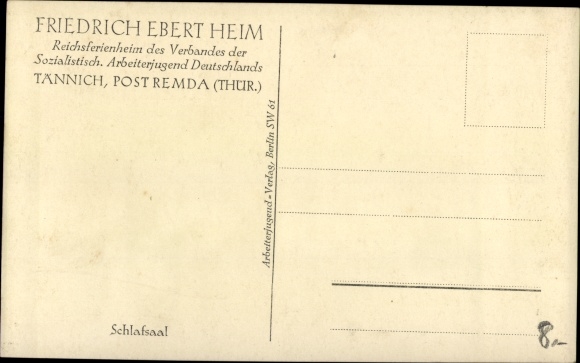 FRIEDRICH EBERT HEIM
Reichsferienheim des Verbandes der
Sozialistisch. Arbeiterjugend Deutschlands
TÄNNICH, POST REMDA (THÜR.)
Arbeiterjugend-Verlag, Berlin SW 61
Schlafsaal
8.-